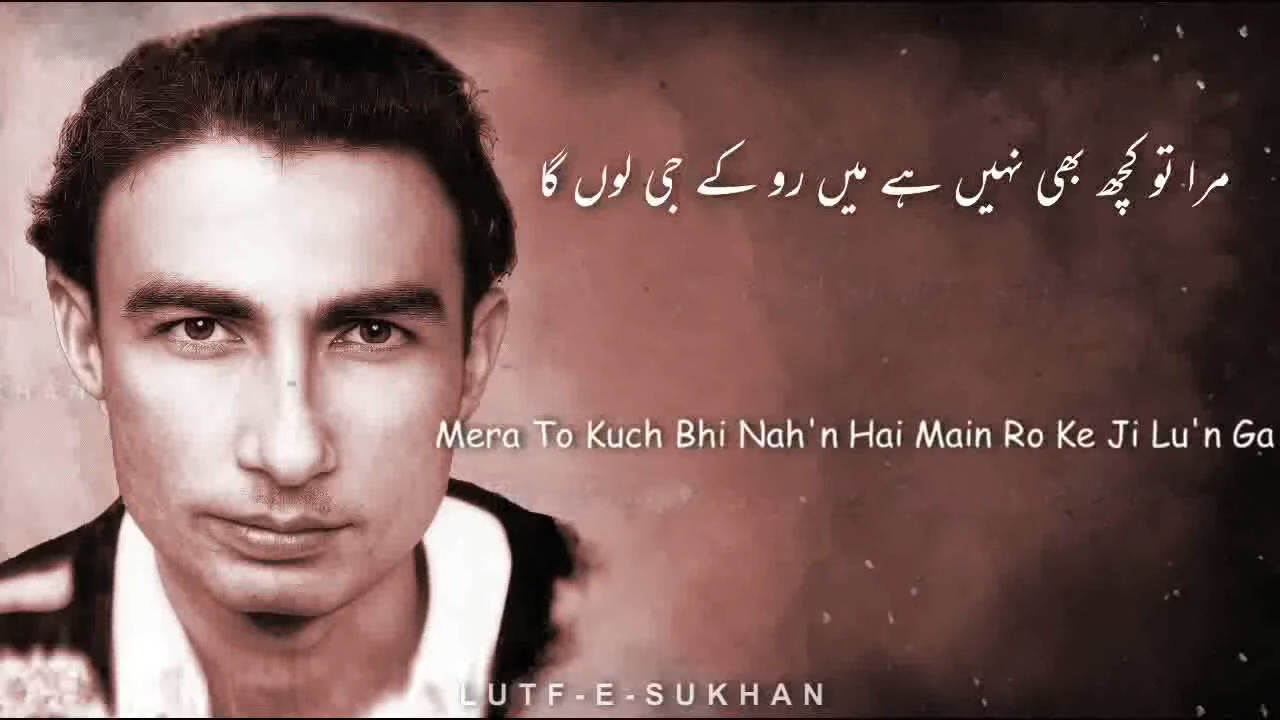 مرا تو کچھ بھی نہیں ہے میں رو کے جی لوں گا
Mera To Kuch Bhi Nah'n Hai Main Ro Ke Ji Lu'n Ga
LUTF-E-SUKHAN